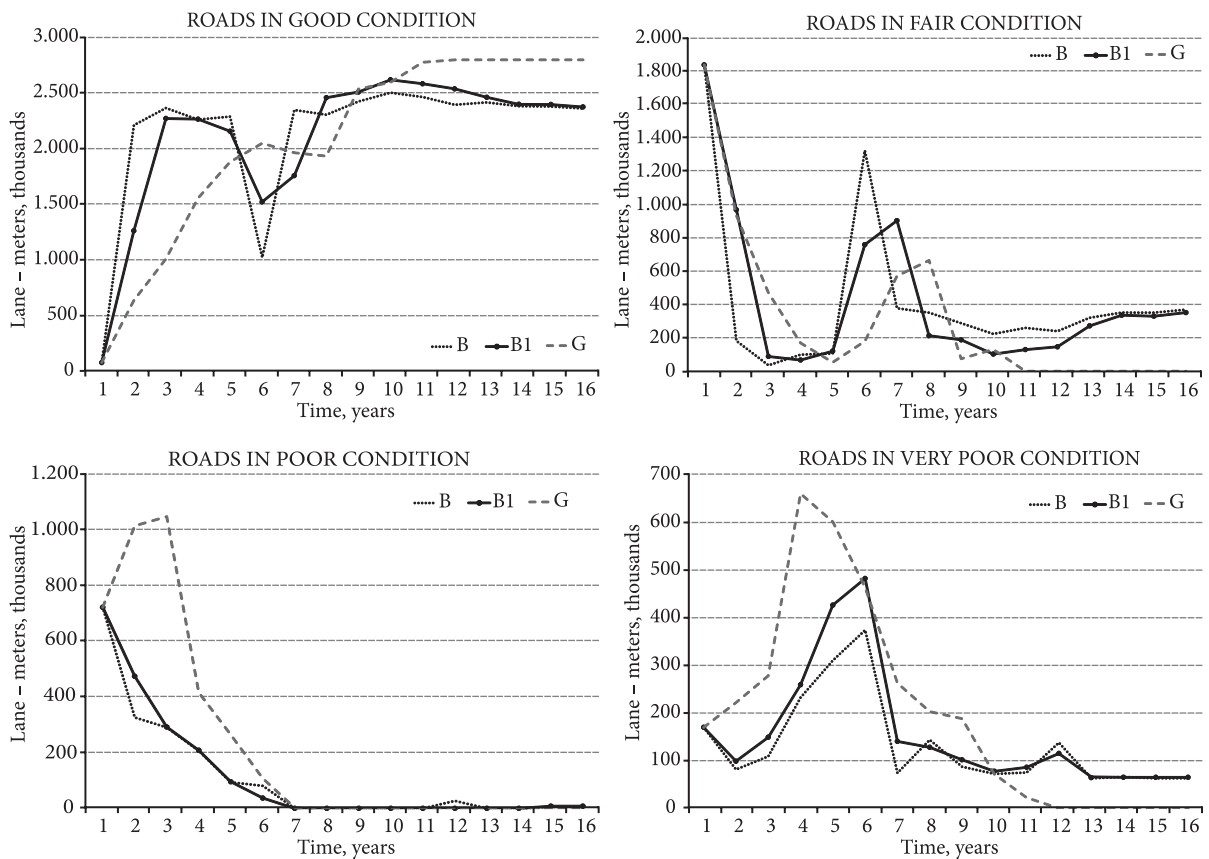 ROADS IN GOOD CONDITION
3.000
2.500
2.000
1.500
1.000
500
0
Lane – meters, thousands
B B1 G
1 2 3 4 5 6 7 8 9 10 11 12 13 14 15 16
Time, years
ROADS IN FAIR CONDITION
2.000
1.800
1.600
1.400
1.200
1.000
800
600
400
200
0
Lane – meters, thousands
B B1 G
1 2 3 4 5 6 7 8 9 10 11 12 13 14 15 16
Time, years
ROADS IN POOR CONDITION
1.200
1.000
800
600
400
200
0
Lane – meters, thousands
B B1 G
1 2 3 4 5 6 7 8 9 10 11 12 13 14 15 16
Time, years
ROADS IN VERY POOR CONDITION
700
600
500
400
300
200
100
0
Lane – meters, thousands
B B1 G
1 2 3 4 5 6 7 8 9 10 11 12 13 14 15 16
Time, years